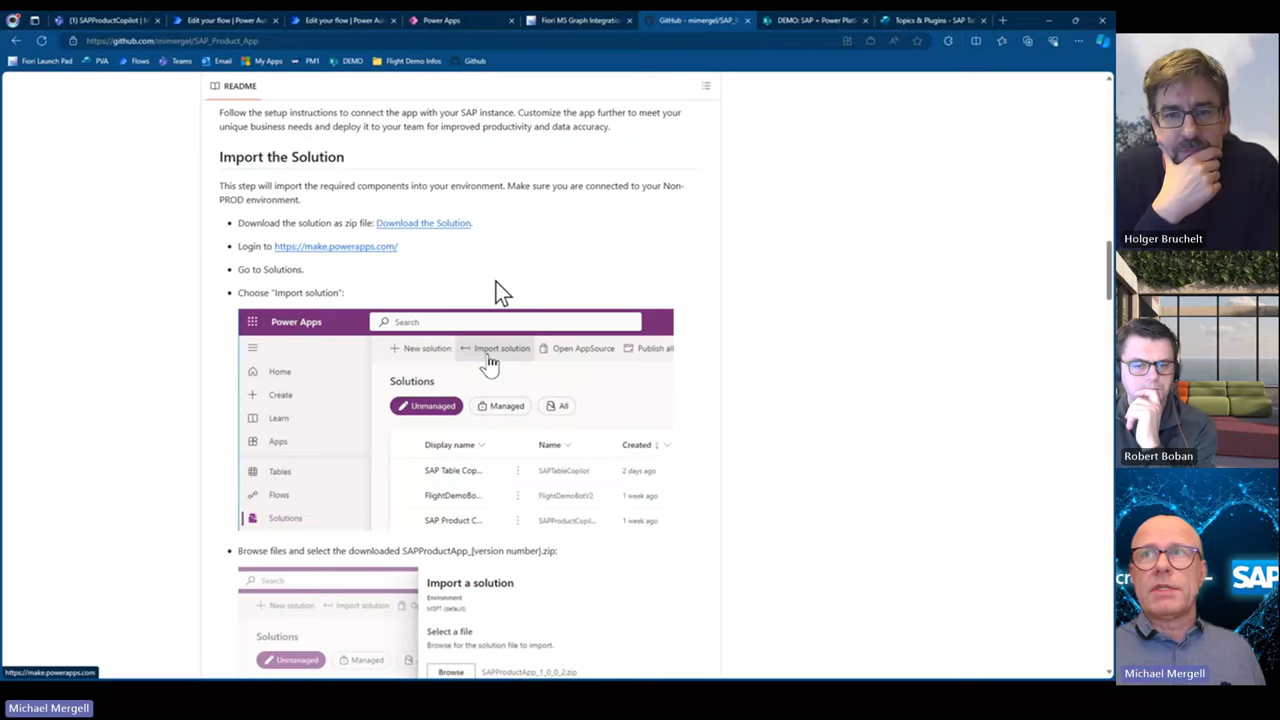 (1) SAPProductCopilot | M
Edit your flow | Power Aut
Edit your flow | Power Aut
Power Apps
Fiori MS Graph Integration
GitHub - mimergel/SAP_
DEMO: SAP + Power Platf
Topics & Plugins - SAP Ta
https://github.com/mimergel/SAP_Product_App
Fiori Launch Pad
PVA
Flows
Teams
Email
My Apps
PM1
DEMO
Flight Demo Infos
Github
README
Follow the setup instructions to connect the app with your SAP instance. Customize the app further to meet your
unique business needs and deploy it to your team for improved productivity and data accuracy.
Import the Solution
This step will import the required components into your environment. Make sure you are connected to your Non-
PROD environment.
• Download the solution as zip file: Download the Solution.
• Login to https://make.powerapps.com/
• Go to Solutions.
• Choose "Import solution":
Power Apps
Search
New solution
Import solution
Open AppSource
Publish all
Home
Create
Learn
Apps
Tables
Flows
Solutions
Solutions
Unmanaged
Managed
All
Display name
Name
Created
SAP Table Cop...
SAPTableCopilot
2 days ago
FlightDemoBo...
FlightDemoBotV2
1 week ago
SAP Product C...
SAPProductCopil...
1 week ago
• Browse files and select the downloaded SAPProductApp_[version number].zip:
Search
New solution
Import solution
Solutions
Unmanaged
Managed
Import a solution
Environment
MSPT (default)
Select a file
Browse for the solution file to import.
Browse
SAPProductApp_1_0_0_2.zip
https://make.powerapps.com
Holger Bruchelt
Robert Boban
SAP
Michael Mergell
Michael Mergell